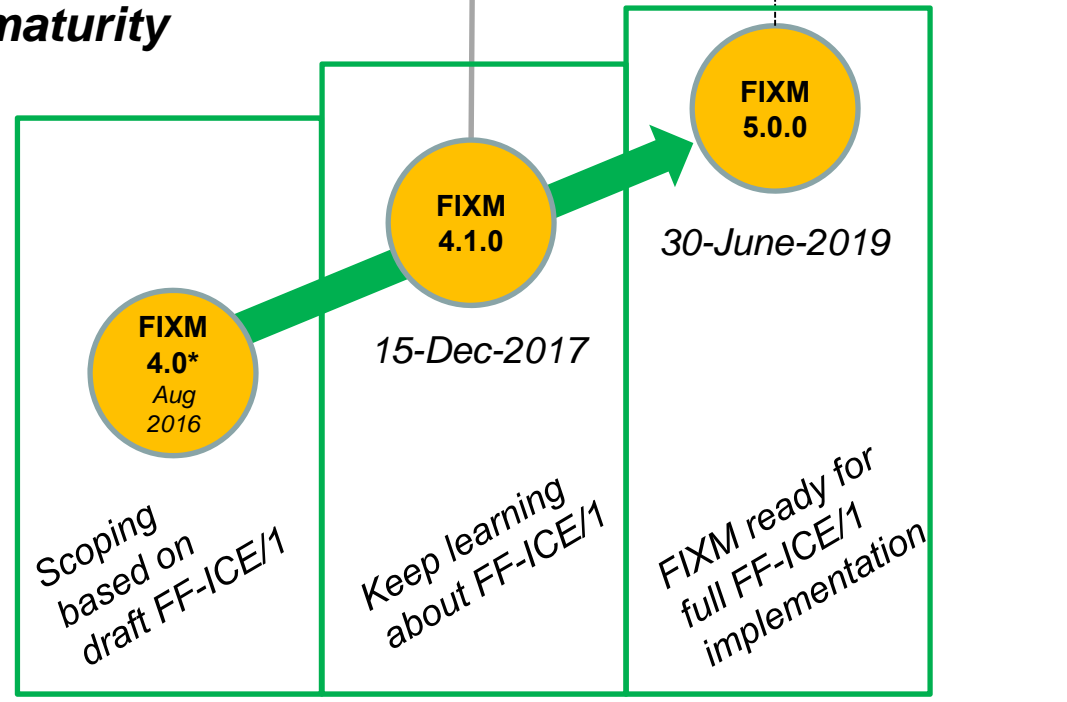 maturity
FIXM
5.0.0
30-June-2019
FIXM
4.1.0
15-Dec-2017
FIXM
4.0*
Aug
2016
Scoping
based on
draft FF-ICE/1
Keep learning
about FF-ICE/1
FIXM ready for
full FF-ICE/1
implementation